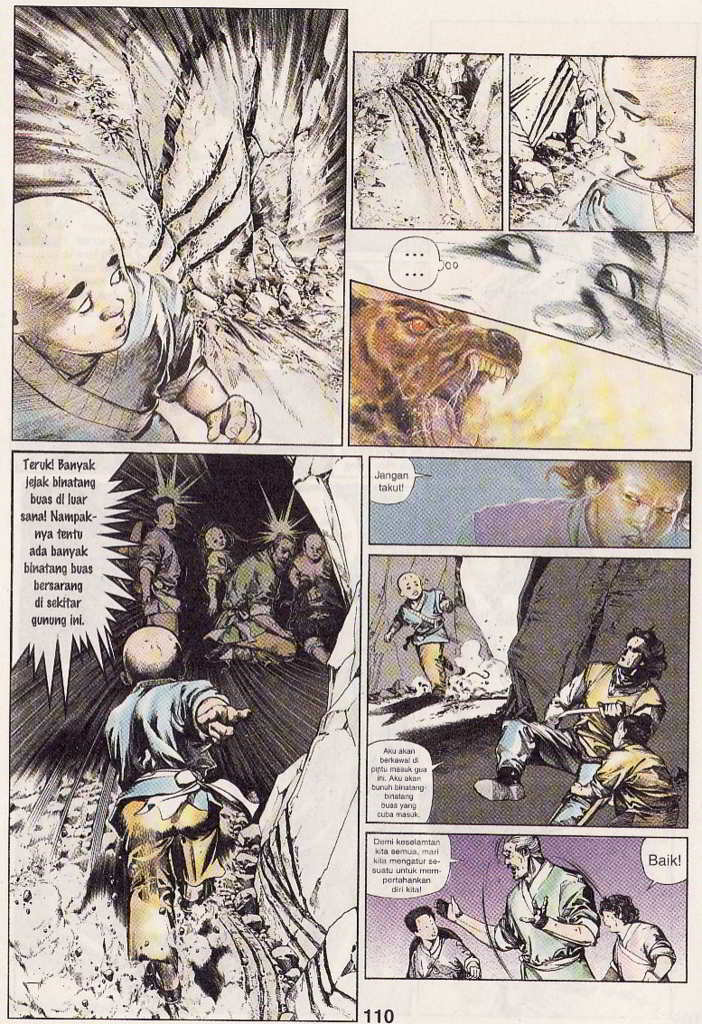 ...
...
Teruk! Banyak
jejak binatang
buas di luar
sana! Nampak-
nya tentu
ada banyak
binatang buas
bersarang
di sekitar
gunung ini.
Jangan
takut!
Aku akan
berkawal di
pintu masuk gua
ini. Aku akan
bunuh binatang-
binatang
buas yang
cuba masuk.
Demi keselamtan
kita semua, mari
kita mengatur se-
suatu untuk mem-
pertahankan
diri kita!
Baik!
110